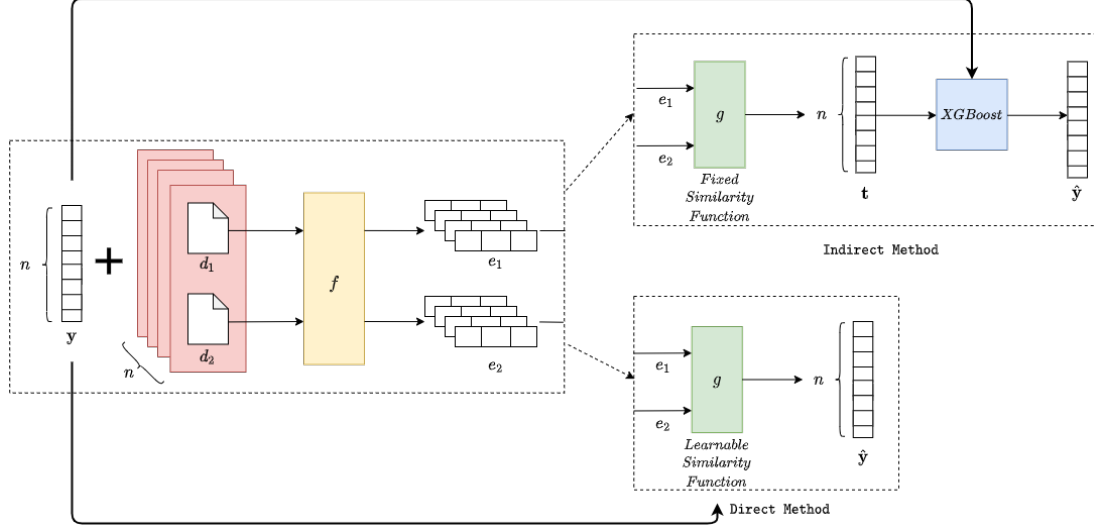 n
y
+
n
d₁
d₂
f
e₁
e₂
e₁
e₂
g
Fixed
Similarity
Function
n
t
XGBoost
ŷ
Indirect Method
e₁
e₂
g
Learnable
Similarity
Function
n
ŷ
Direct Method